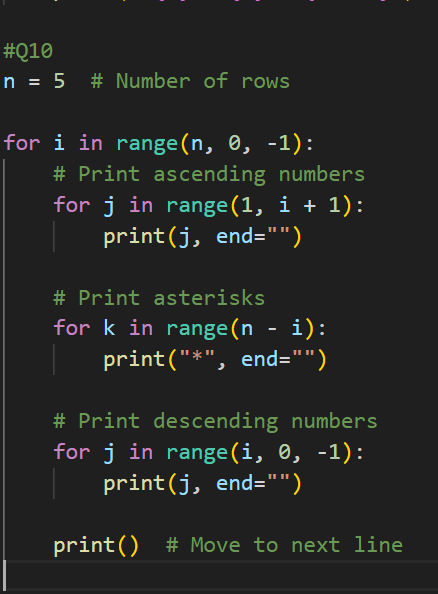 #Q10
n = 5  # Number of rows
for i in range(n, 0, -1):
    # Print ascending numbers
    for j in range(1, i + 1):
        print(j, end="")
    # Print asterisks
    for k in range(n - i):
        print("*", end="")
    # Print descending numbers
    for j in range(i, 0, -1):
        print(j, end="")
    print()  # Move to next line